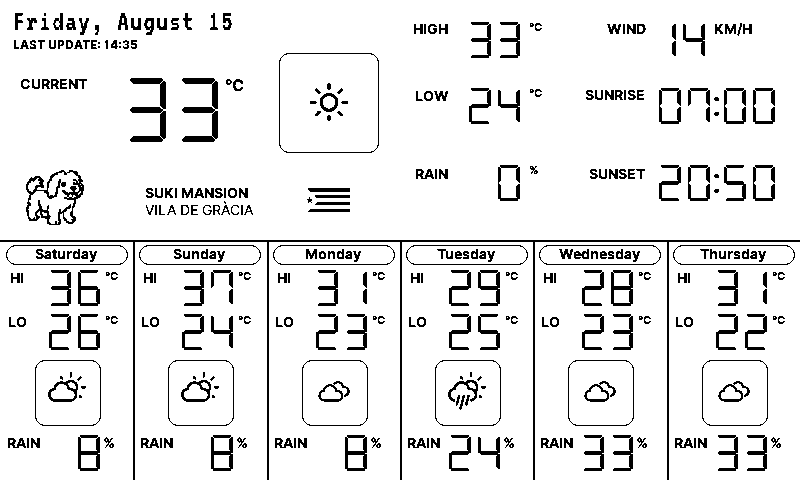 Friday, August 15
LAST UPDATE: 14:35
CURRENT 33 °C
HIGH 33 °C
WIND 14 KM/H
LOW 24 °C
SUNRISE 07:00
RAIN 0 %
SUNSET 20:50
SUKI MANSION
VILA DE GRÀCIA
Saturday
HI 36 °C
LO 26 °C
RAIN 8 %
Sunday
HI 37 °C
LO 24 °C
RAIN 8 %
Monday
HI 31 °C
LO 23 °C
RAIN 8 %
Tuesday
HI 29 °C
LO 25 °C
RAIN 24 %
Wednesday
HI 28 °C
LO 23 °C
RAIN 33 %
Thursday
HI 31 °C
LO 22 °C
RAIN 33 %